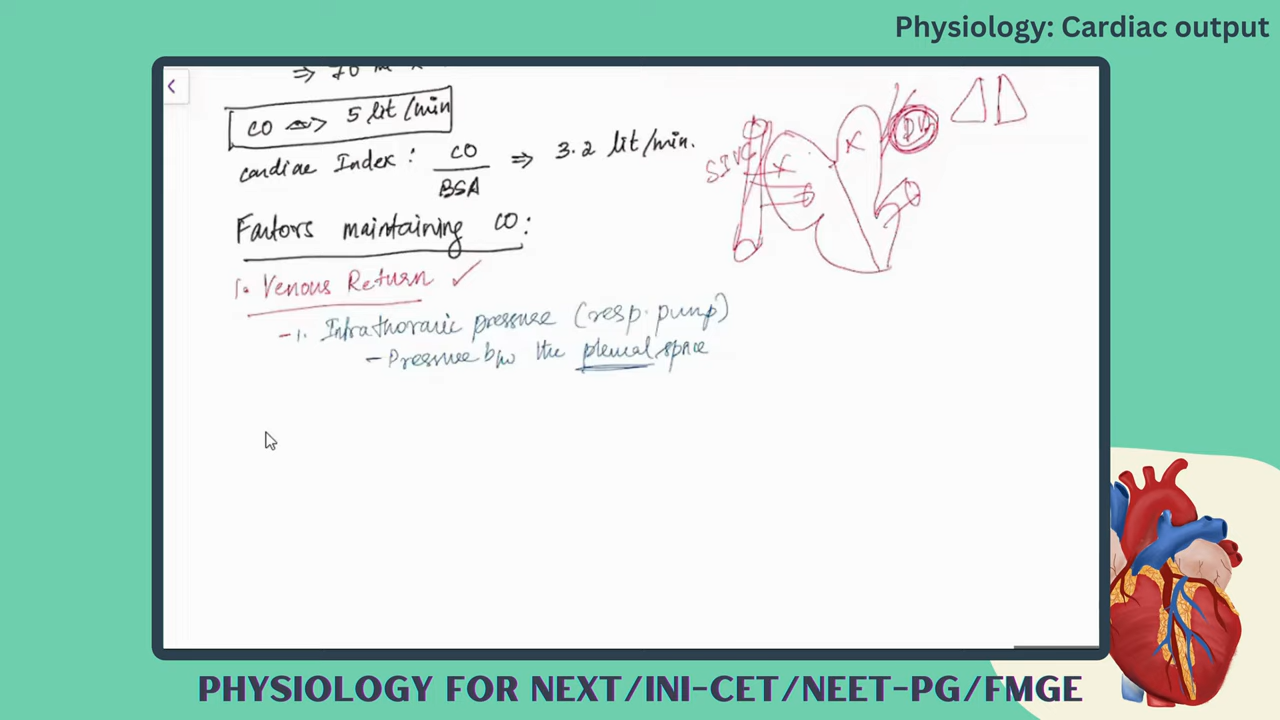 Physiology: Cardiac output
⇒ 70 m
CO ⇒ 5 lit/min
cardiac Index: CO/BSA ⇒ 3.2 lit/min.
Factors maintaining CO:
1. Venous Return ✓
- 1. Intrathoracic pressure (resp. pump)
- Pressure b/w the pleural space
PHYSIOLOGY FOR NEXT/INI-CET/NEET-PG/FMGE